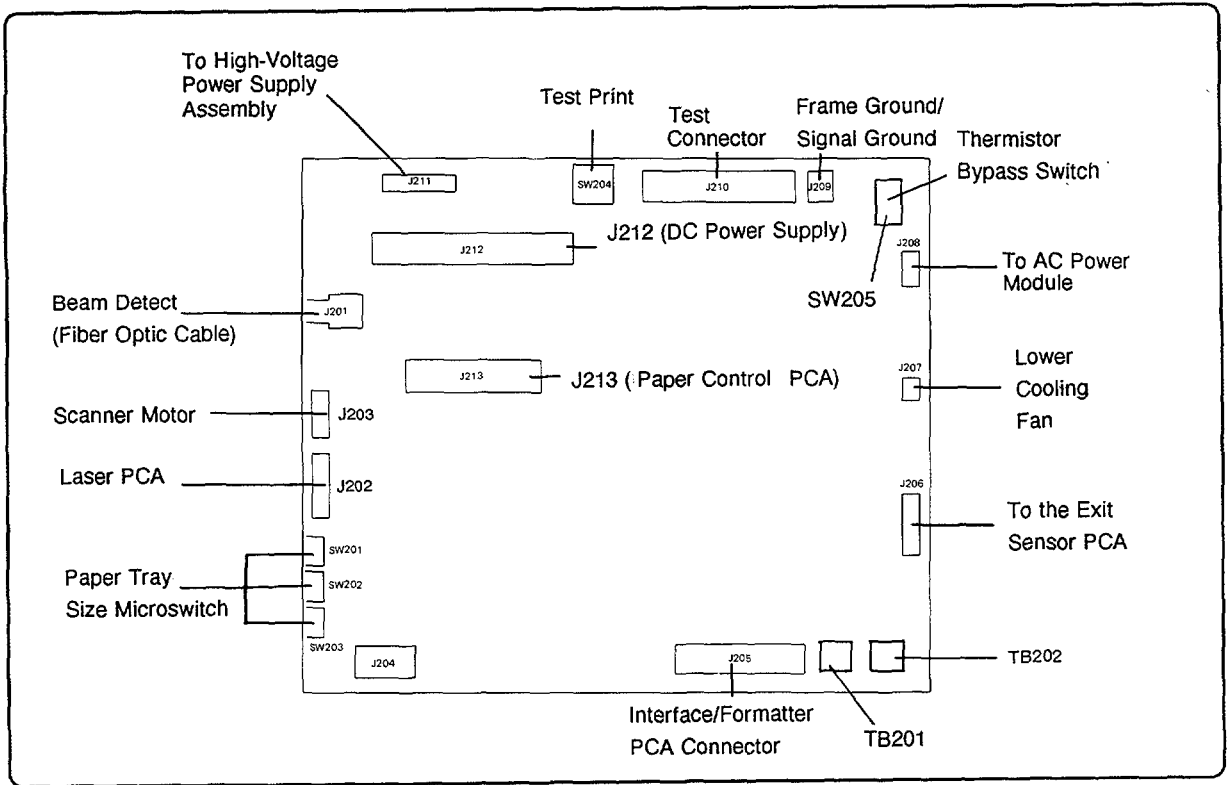 To High-Voltage
Power Supply
Assembly
Test Print
Test
Connector
Frame Ground/
Signal Ground
Thermistor
Bypass Switch
J211
SW204
J210
J209
J212
J212 (DC Power Supply)
J208
To AC Power
Module
SW205
Beam Detect
(Fiber Optic Cable)
J201
J213
J213 (Paper Control PCA)
J207
Lower
Cooling
Fan
Scanner Motor
J203
Laser PCA
J202
J206
To the Exit
Sensor PCA
SW201
Paper Tray
Size Microswitch
SW202
SW203
J204
J205
TB202
Interface/Formatter
PCA Connector
TB201